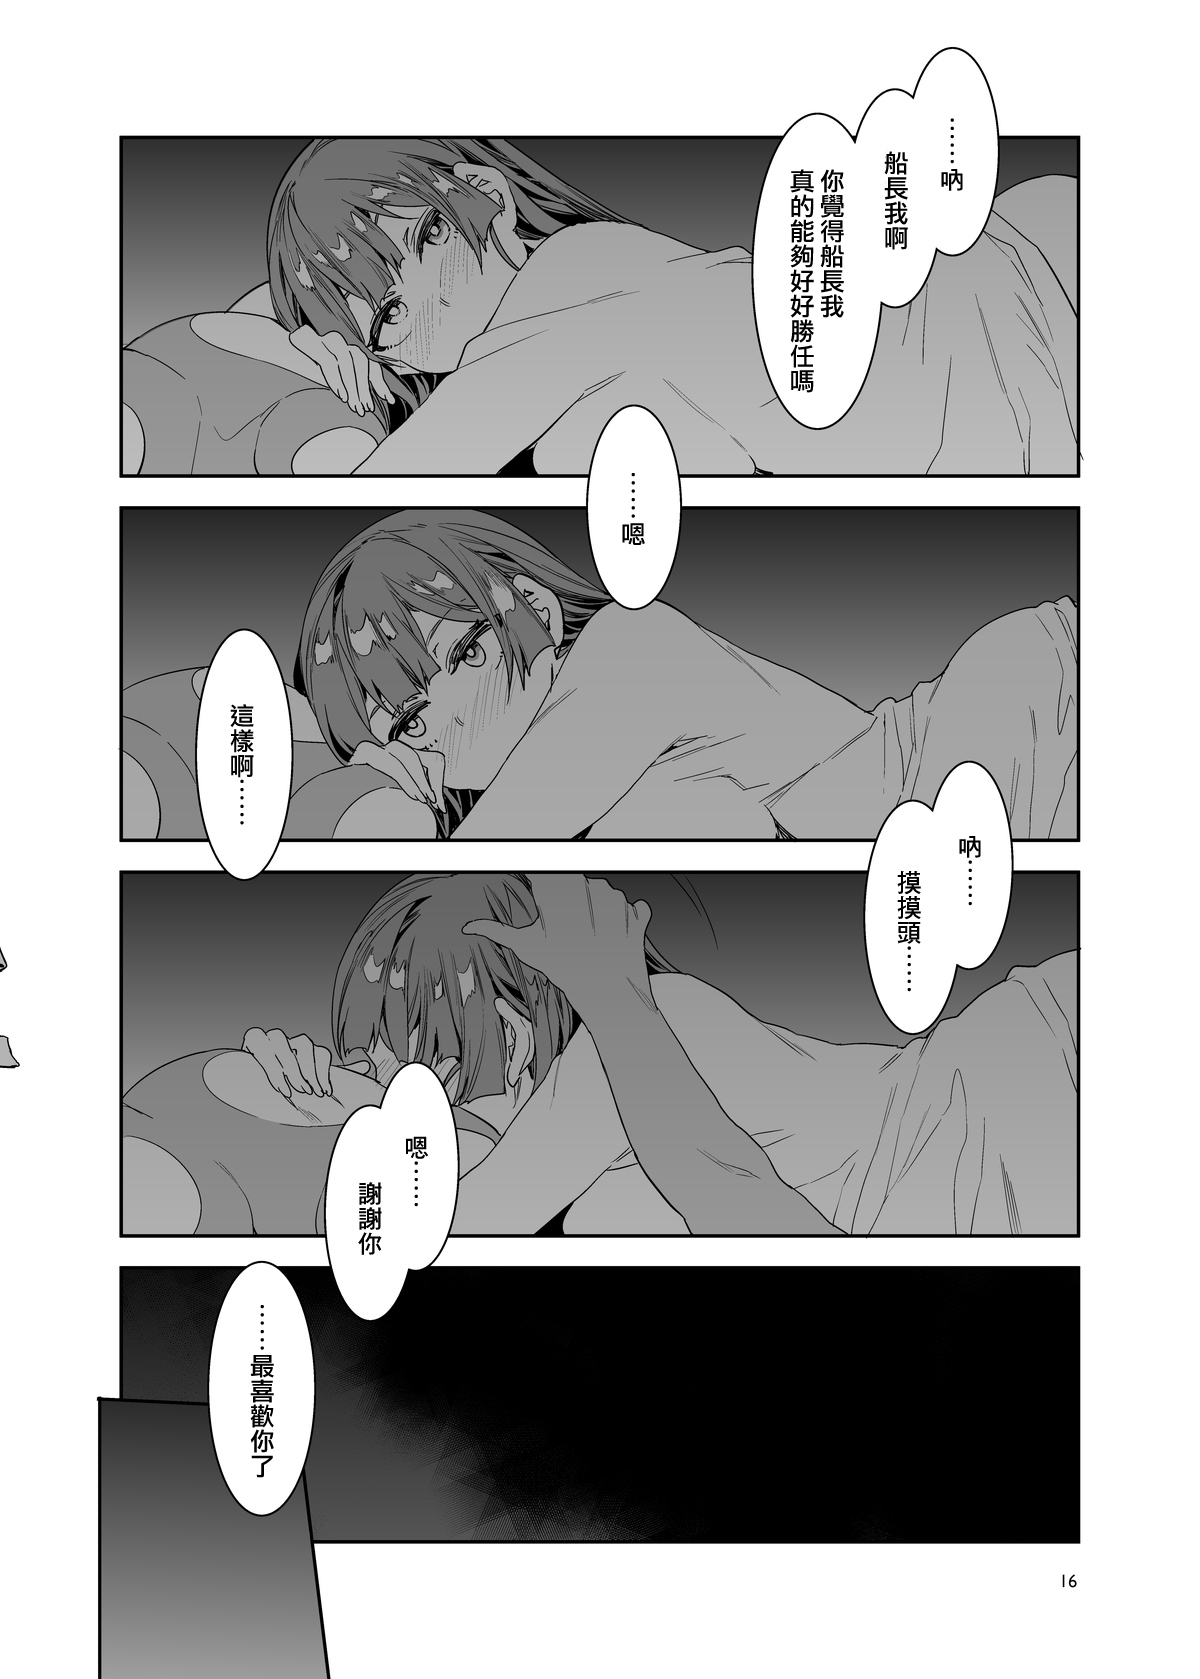 ……吶
船長我啊
你覺得船長我
真的能夠好好勝任嗎
……嗯
這樣啊……
吶……
摸摸頭……
嗯……
謝謝你
……最喜歡你了
16